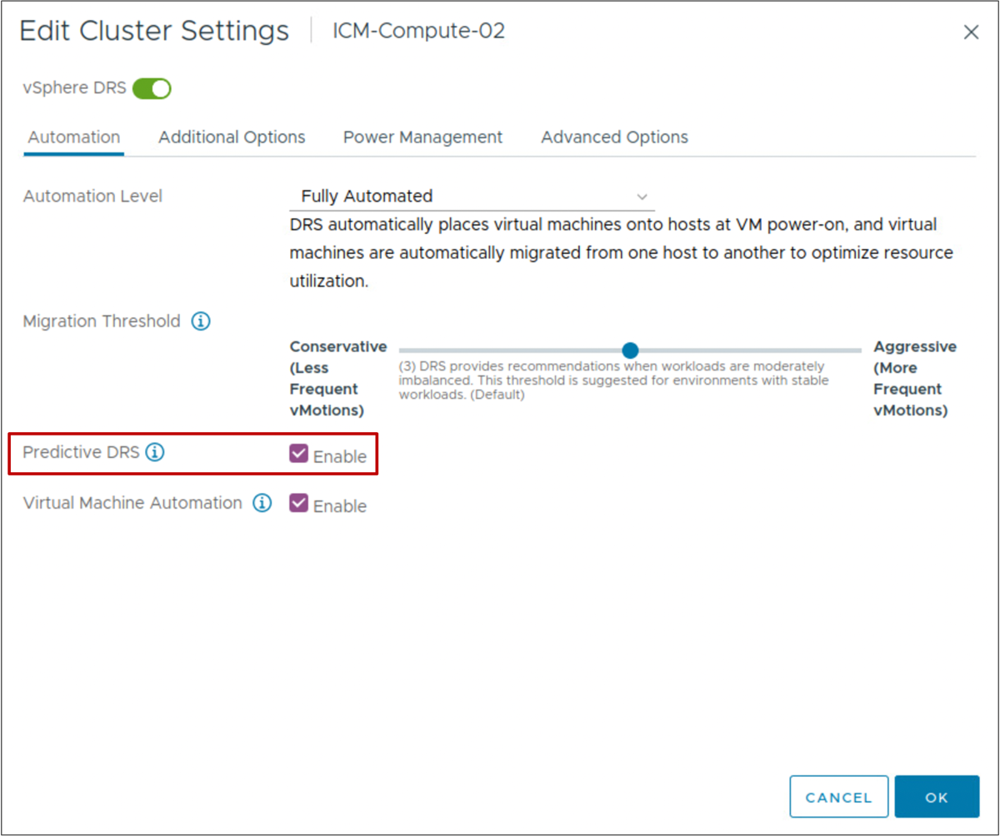 Edit Cluster Settings | ICM-Compute-02
vSphere DRS
Automation Additional Options Power Management Advanced Options
Automation Level Fully Automated
DRS automatically places virtual machines onto hosts at VM power-on, and virtual
machines are automatically migrated from one host to another to optimize resource
utilization.
Migration Threshold
Conservative
(Less
Frequent
vMotions)
(3) DRS provides recommendations when workloads are moderately
imbalanced. This threshold is suggested for environments with stable
workloads. (Default)
Aggressive
(More
Frequent
vMotions)
Predictive DRS Enable
Virtual Machine Automation Enable
CANCEL OK